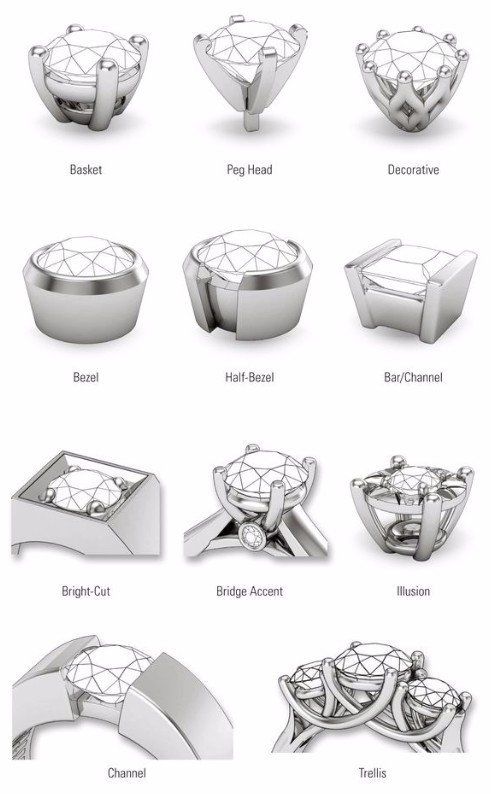 Basket
Peg Head
Decorative
Bezel
Half-Bezel
Bar/Channel
Bright-Cut
Bridge Accent
Illusion
Channel
Trellis